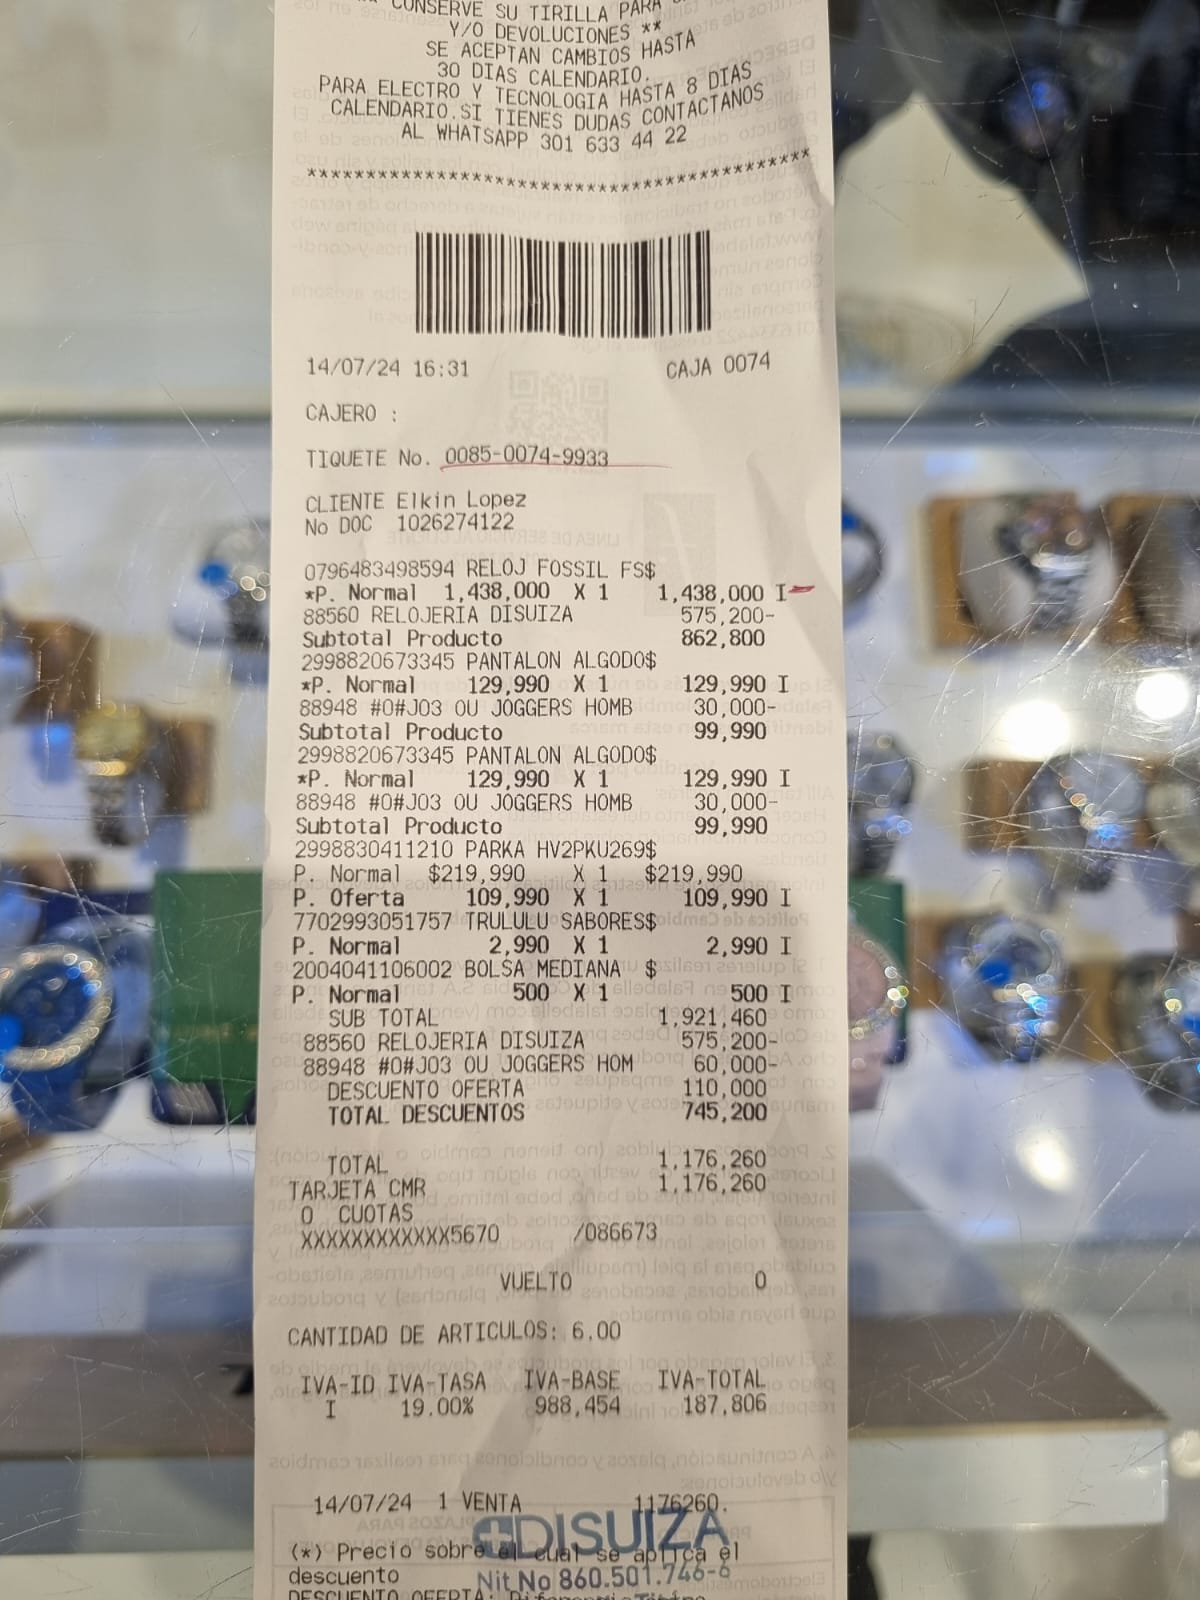 CONSERVE SU TIRILLA PARA
Y/O DEVOLUCIONES **
SE ACEPTAN CAMBIOS HASTA
30 DIAS CALENDARIO.
PARA ELECTRO Y TECNOLOGIA HASTA 8 DIAS
CALENDARIO.SI TIENES DUDAS CONTACTANOS
AL WHATSAPP 301 633 44 22
****************************************************
14/07/24 16:31 CAJA 0074
CAJERO :
TIQUETE No. 0085-0074-9933
CLIENTE Elkin Lopez
No DOC 1026274122
0796483498594 RELOJ FOSSIL FS$
*P. Normal 1,438,000 X 1 1,438,000 I
88560 RELOJERIA DISUIZA 575,200-
Subtotal Producto 862,800
2998820673345 PANTALON ALGODO$
*P. Normal 129,990 X 1 129,990 I
88948 #O#JO3 OU JOGGERS HOMB 30,000-
Subtotal Producto 99,990
2998820673345 PANTALON ALGODO$
*P. Normal 129,990 X 1 129,990 I
88948 #O#JO3 OU JOGGERS HOMB 30,000-
Subtotal Producto 99,990
2998830411210 PARKA HV2PKU269$
P. Normal $219,990 X 1 $219,990
P. Oferta 109,990 X 1 109,990 I
7702993051757 TRULULU SABORES$
P. Normal 2,990 X 1 2,990 I
2004041106002 BOLSA MEDIANA $
P. Normal 500 X 1 500 I
SUB TOTAL 1,921,460
88560 RELOJERIA DISUIZA 575,200-
88948 #O#JO3 OU JOGGERS HOM 60,000-
DESCUENTO OFERTA 110,000
TOTAL DESCUENTOS 745,200
TOTAL 1,176,260
TARJETA CMR 1,176,260
0 CUOTAS
XXXXXXXXXXXX5670 /086673
VUELTO 0
CANTIDAD DE ARTICULOS: 6.00
IVA-ID IVA-TASA IVA-BASE IVA-TOTAL
I 19.00% 988,454 187,806
14/07/24 1 VENTA 1176260.
DISUIZA
(*) Precio sobre el cual se aplica el
descuento
Nit.No 860.501.746-6
DESCUENTO OFERTA: